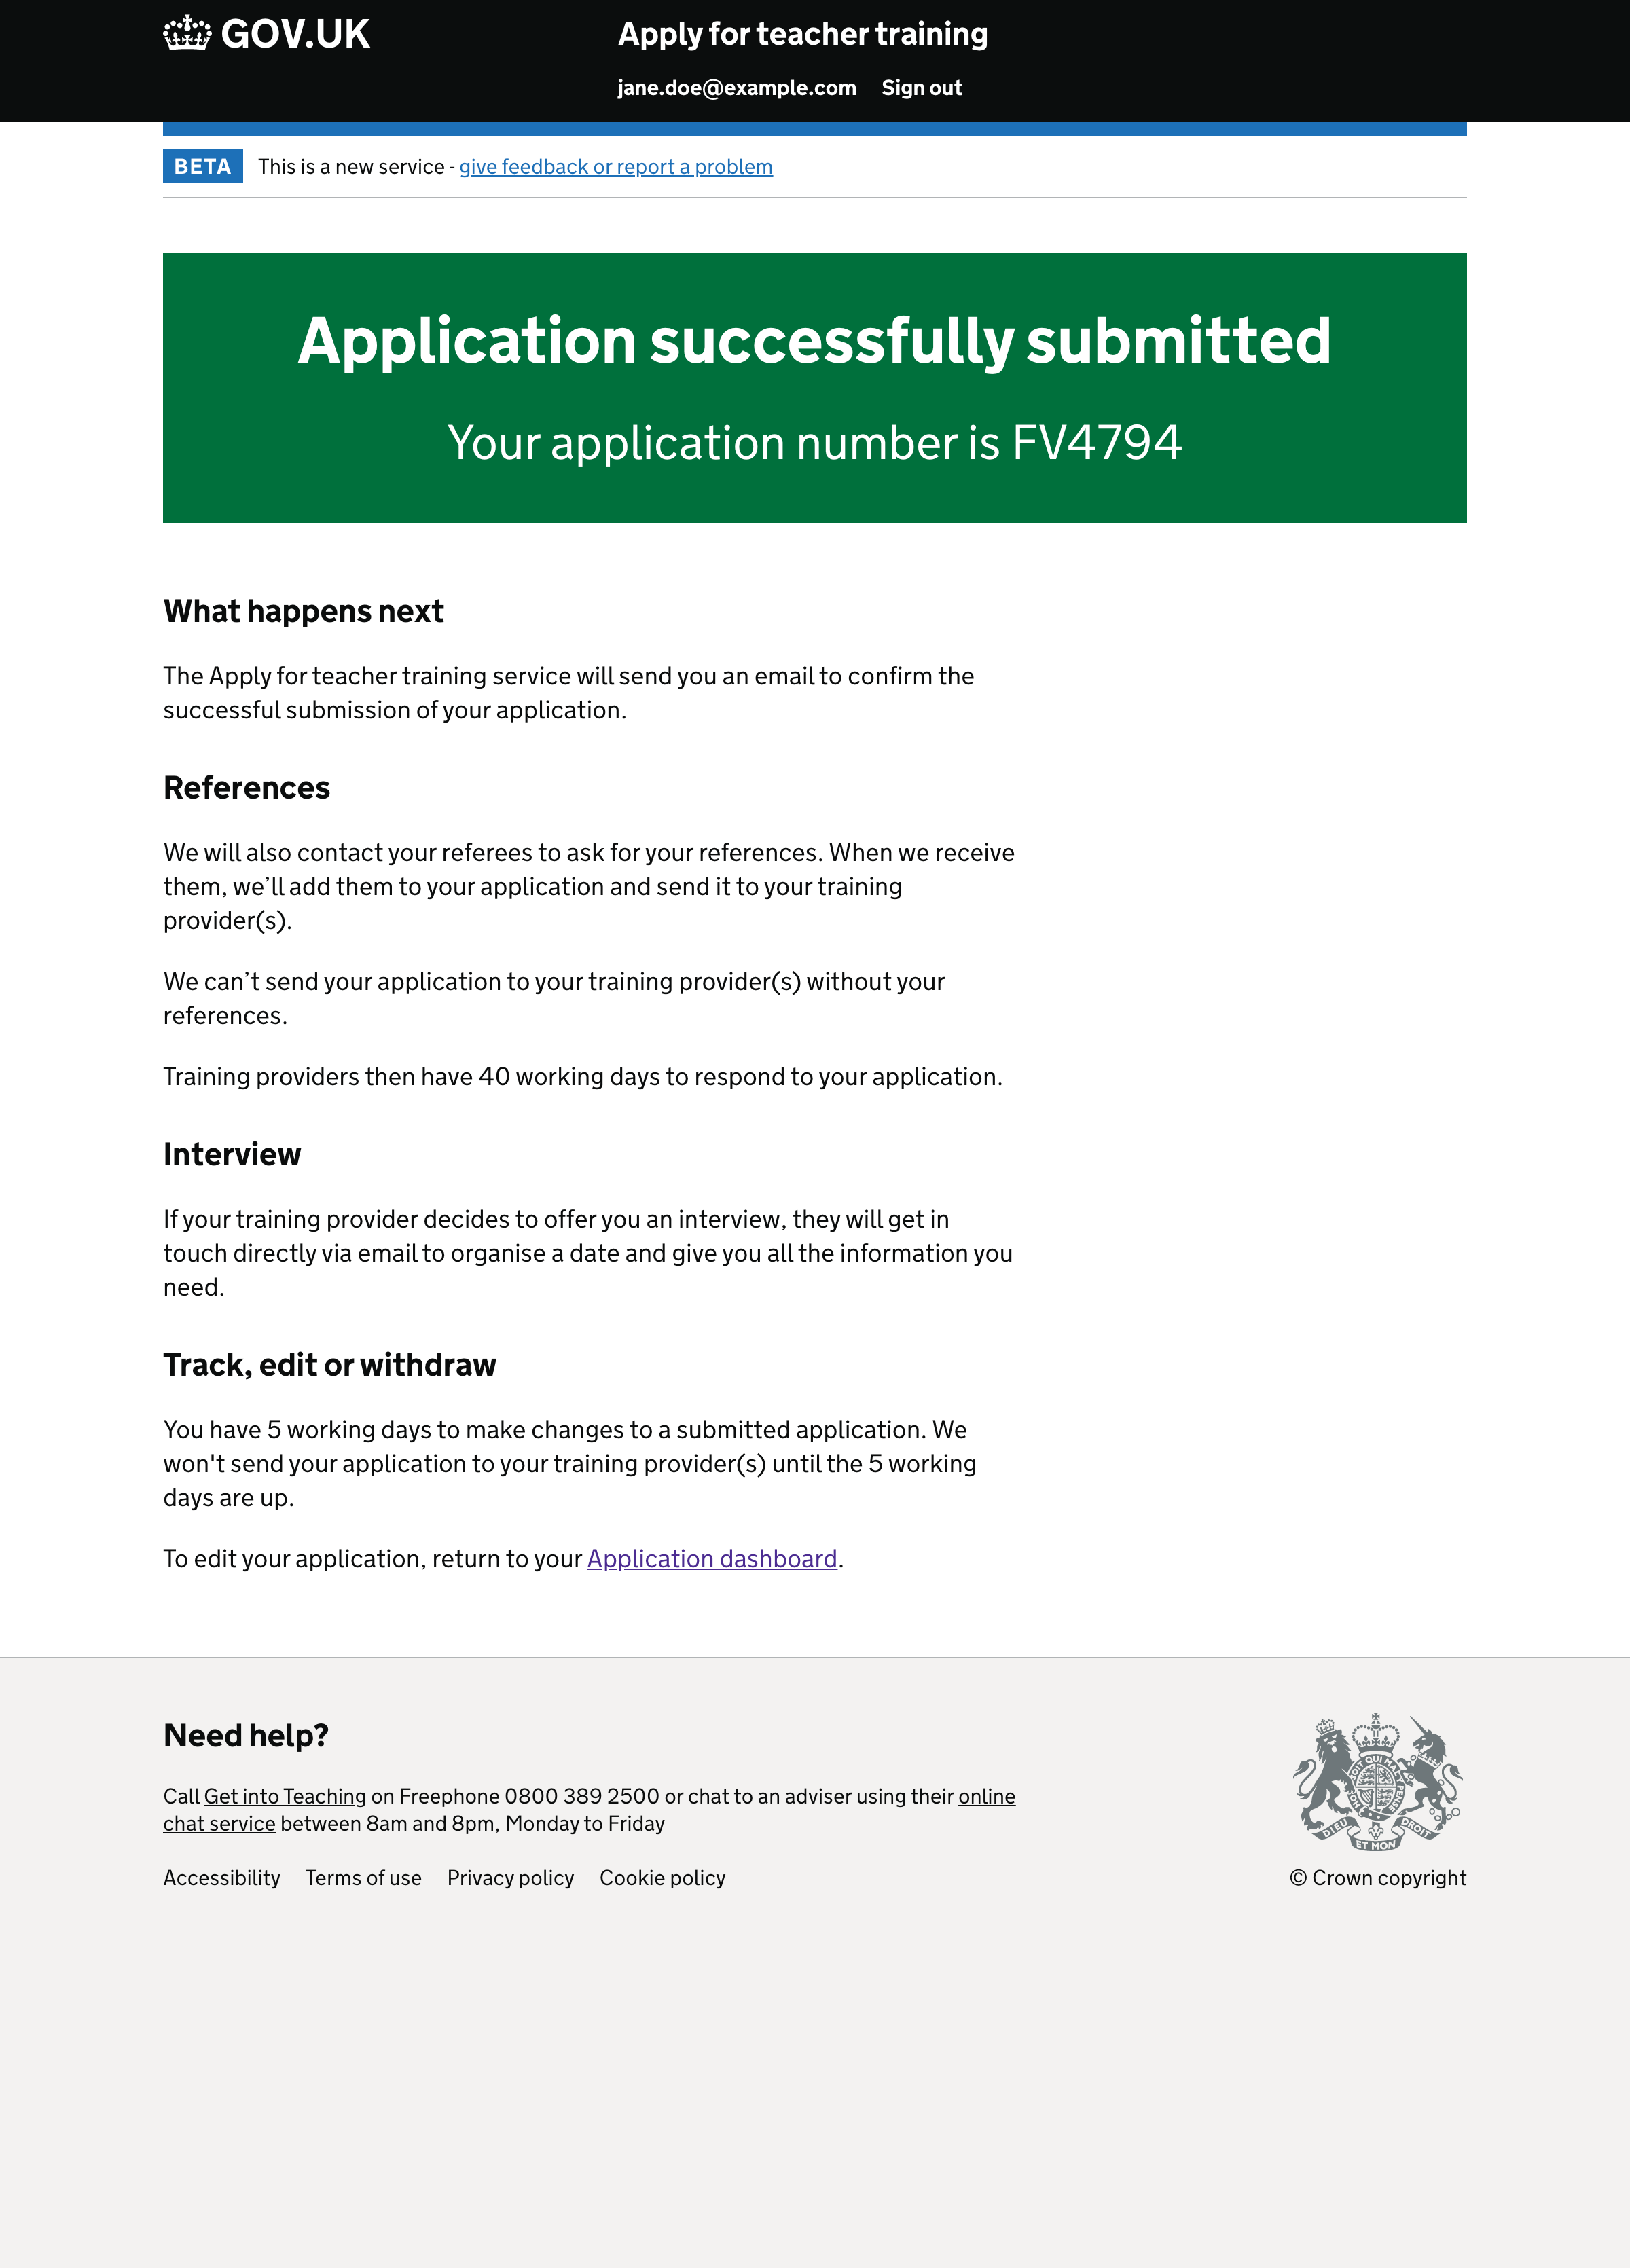 GOV.UK
Apply for teacher training
jane.doe@example.com Sign out
BETA This is a new service - give feedback or report a problem
Application successfully submitted
Your application number is FV4794
What happens next
The Apply for teacher training service will send you an email to confirm the
successful submission of your application.
References
We will also contact your referees to ask for your references. When we receive
them, we’ll add them to your application and send it to your training
provider(s).
We can’t send your application to your training provider(s) without your
references.
Training providers then have 40 working days to respond to your application.
Interview
If your training provider decides to offer you an interview, they will get in
touch directly via email to organise a date and give you all the information you
need.
Track, edit or withdraw
You have 5 working days to make changes to a submitted application. We
won't send your application to your training provider(s) until the 5 working
days are up.
To edit your application, return to your Application dashboard.
Need help?
Call Get into Teaching on Freephone 0800 389 2500 or chat to an adviser using their online
chat service between 8am and 8pm, Monday to Friday
Accessibility Terms of use Privacy policy Cookie policy
DIEU ET MON DROIT
© Crown copyright